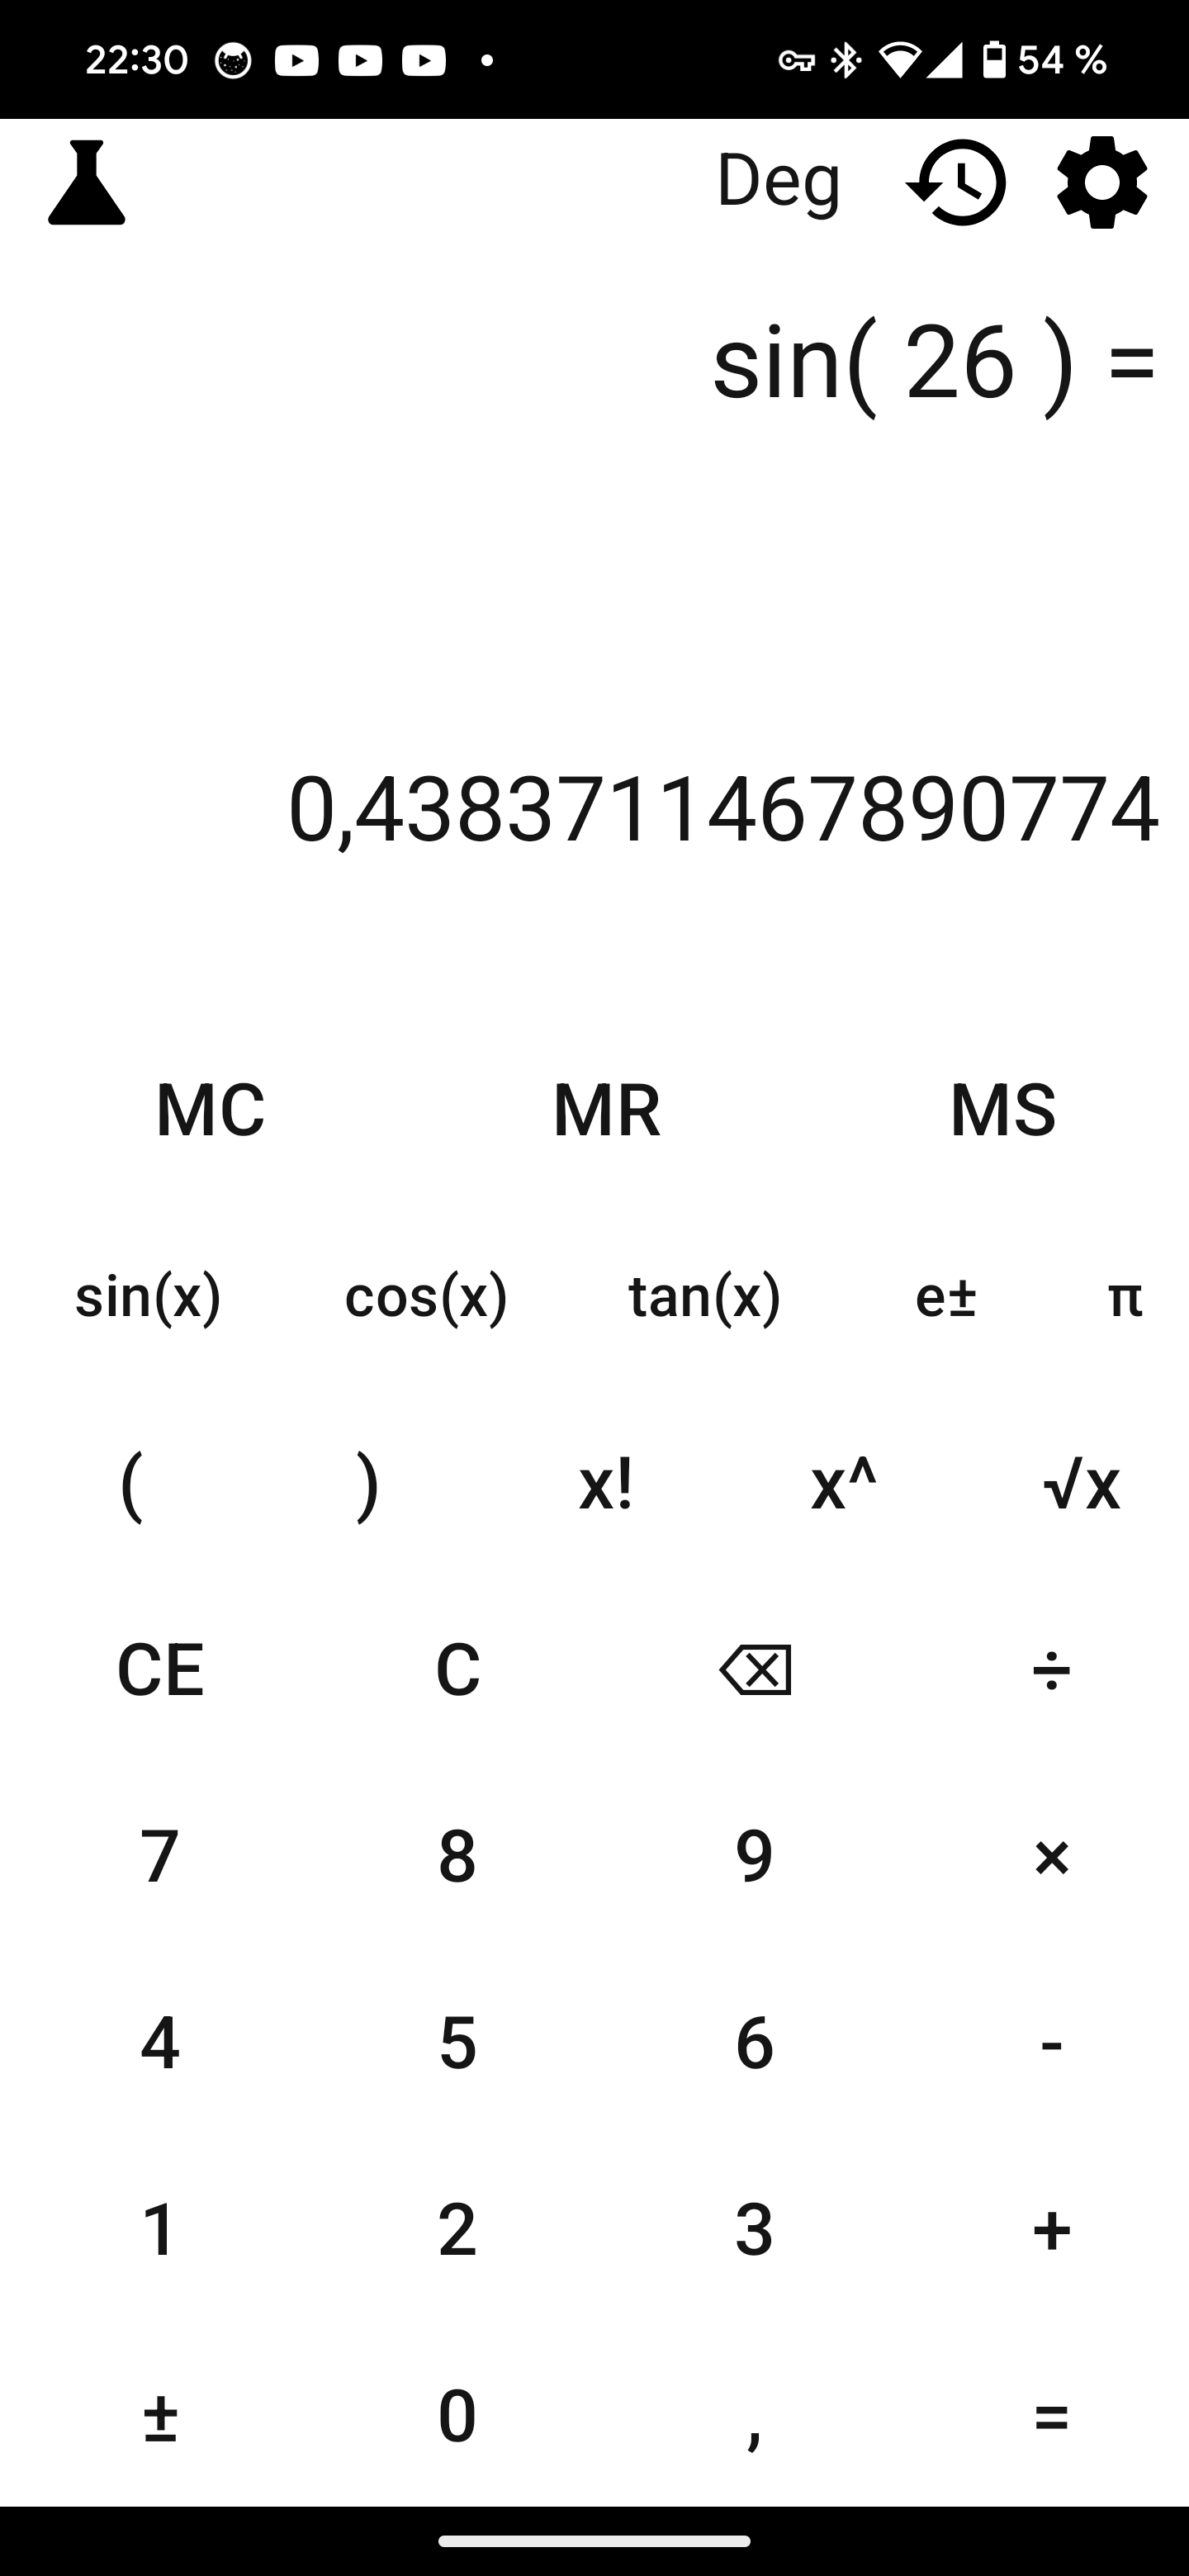 22:30 54 %
Deg
sin( 26 ) =
0,4383711467890774
MC MR MS
sin(x) cos(x) tan(x) e± π
( ) x! x^ √x
CE C ÷
7 8 9 ×
4 5 6 -
1 2 3 +
± 0 , =